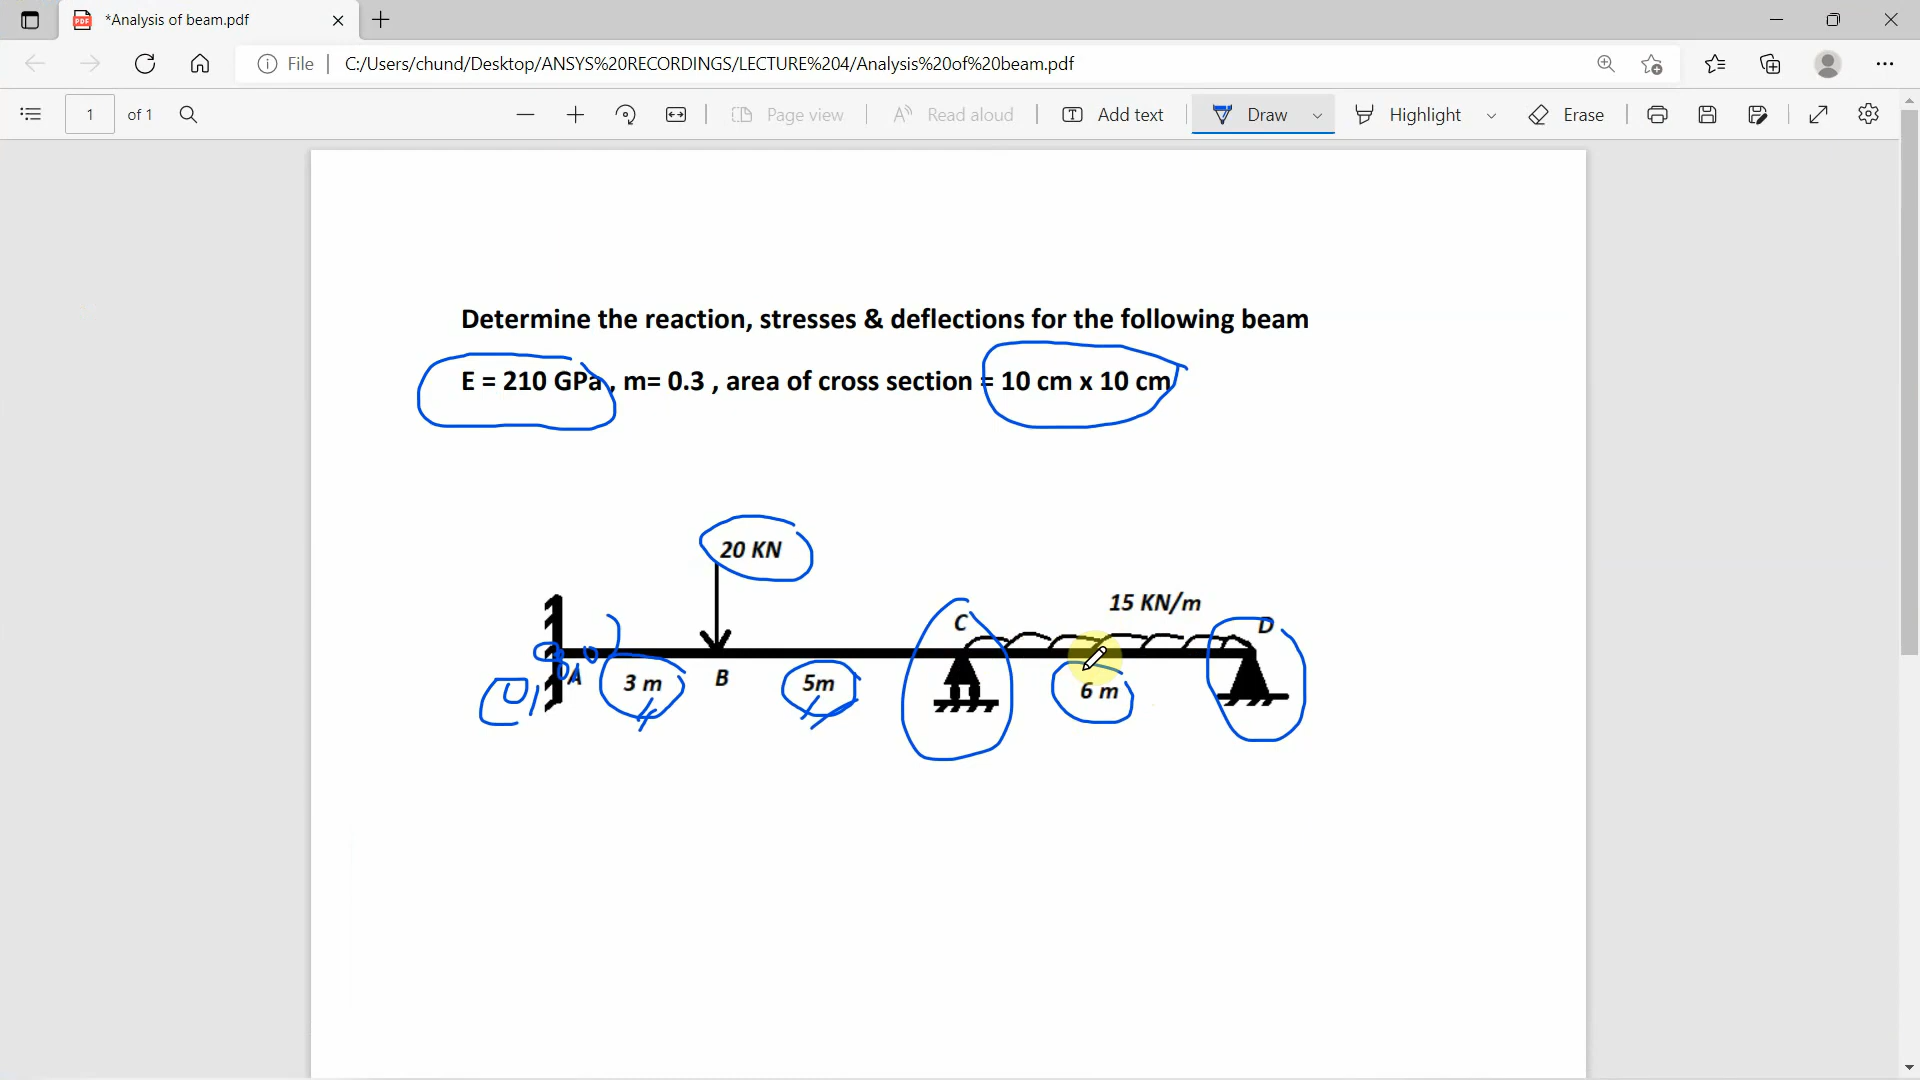 *Analysis of beam.pdf
File | C:/Users/chund/Desktop/ANSYS%20RECORDINGS/LECTURE%204/Analysis%20of%20beam.pdf
1 of 1 Page view Read aloud Add text Draw Highlight Erase
Determine the reaction, stresses & deflections for the following beam
E = 210 GPa , m= 0.3 , area of cross section = 10 cm x 10 cm
20 KN
15 KN/m
C
D
A
3 m
B
5m
6 m